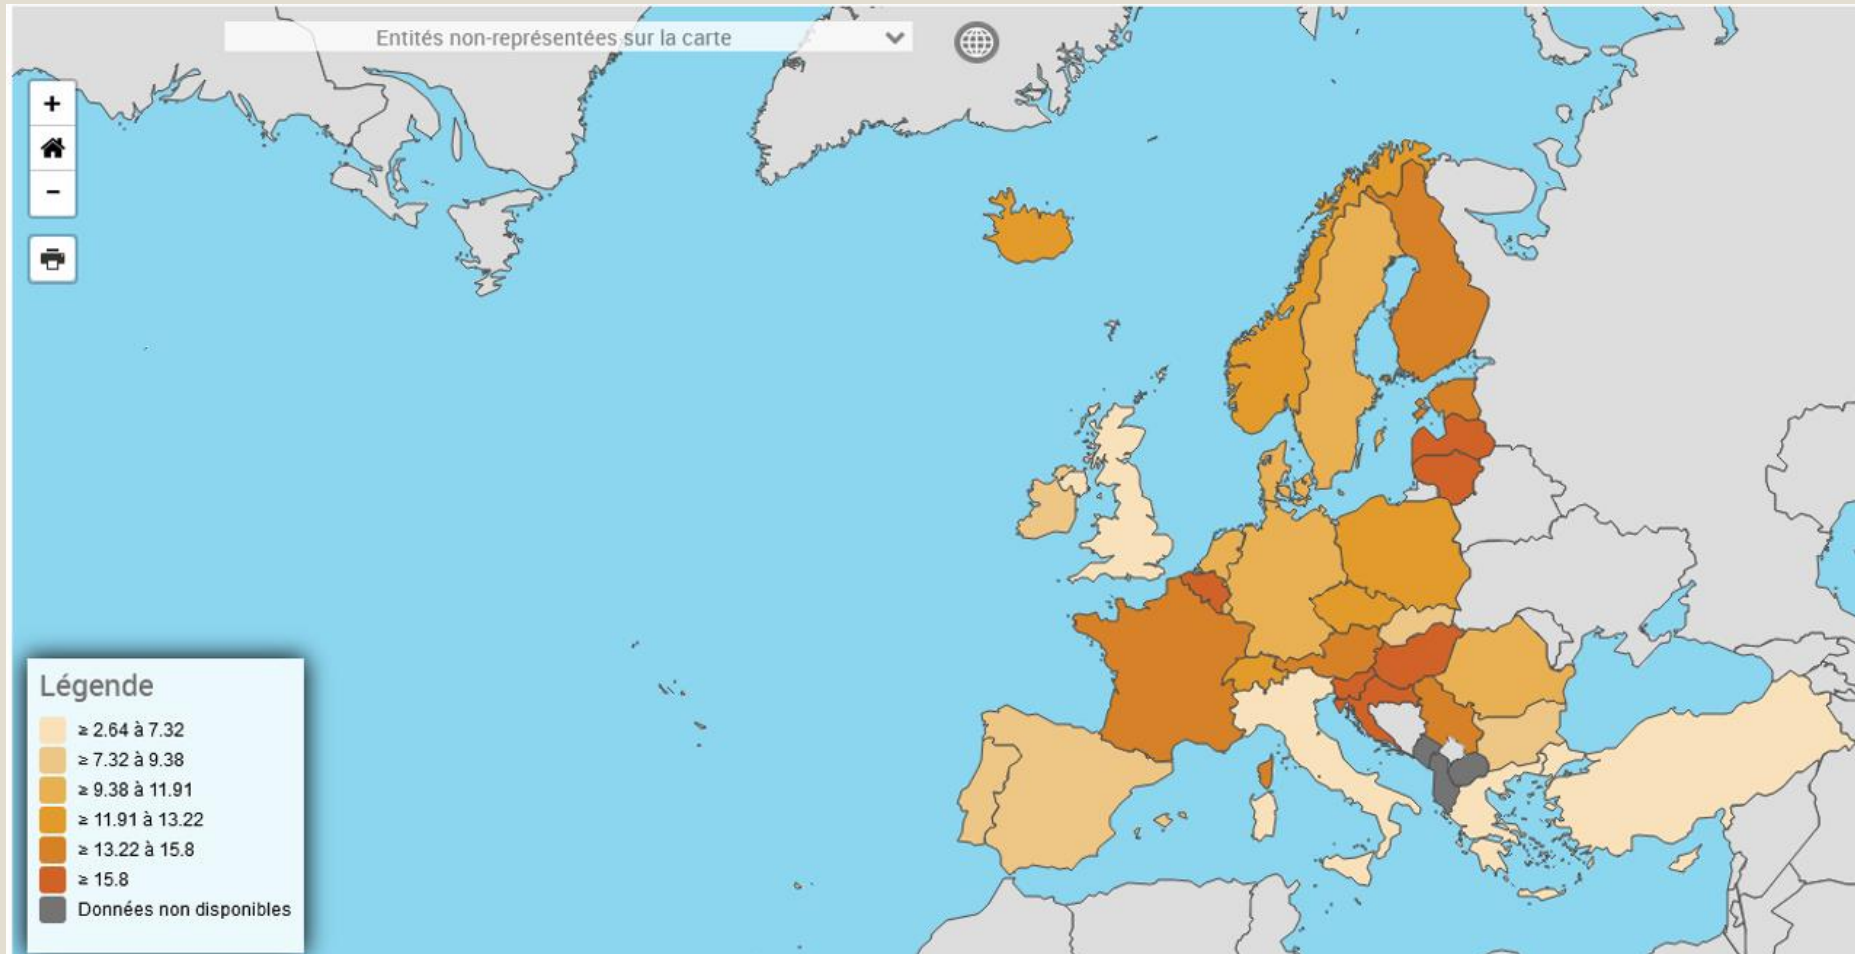 Entités non-représentées sur la carte
+
−
Légende
≥ 2.64 à 7.32
≥ 7.32 à 9.38
≥ 9.38 à 11.91
≥ 11.91 à 13.22
≥ 13.22 à 15.8
≥ 15.8
Données non disponibles